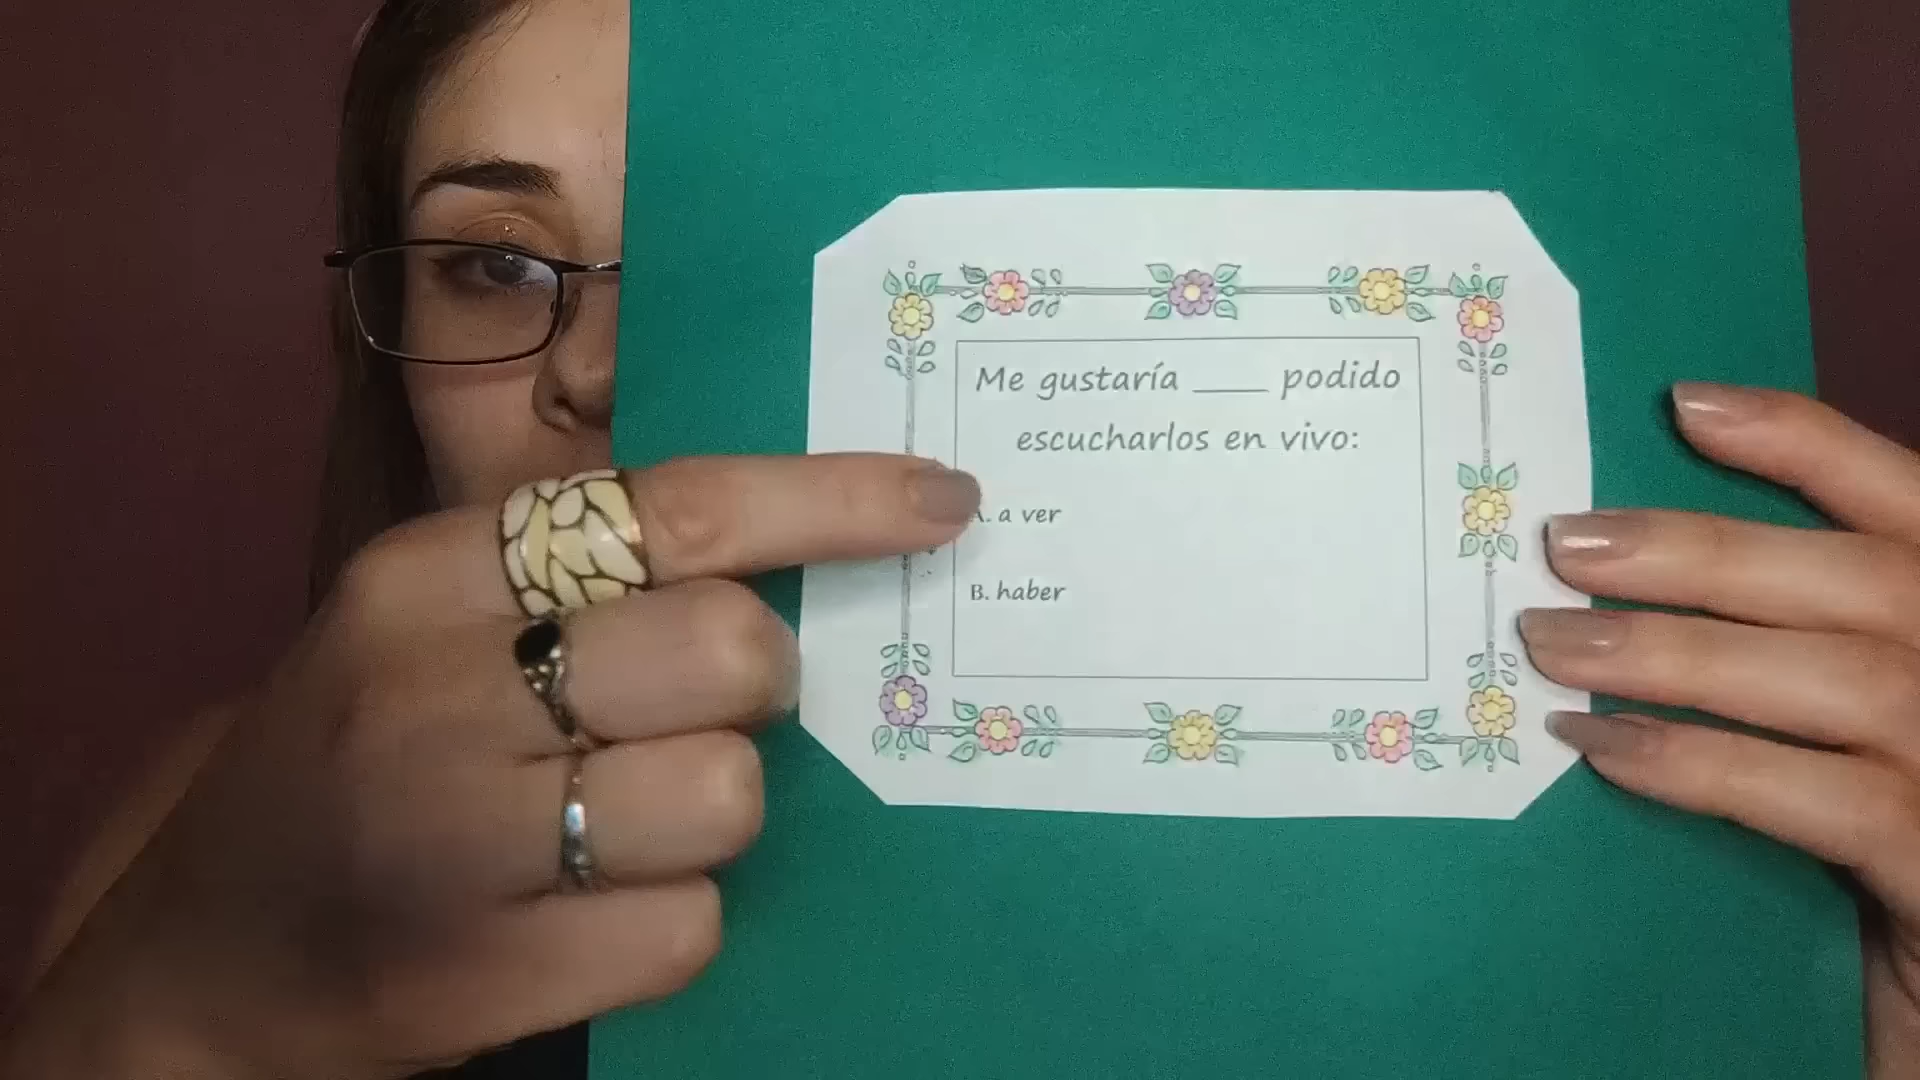 Me gustaría ____ podido
escucharlos en vivo:
A. a ver
B. haber